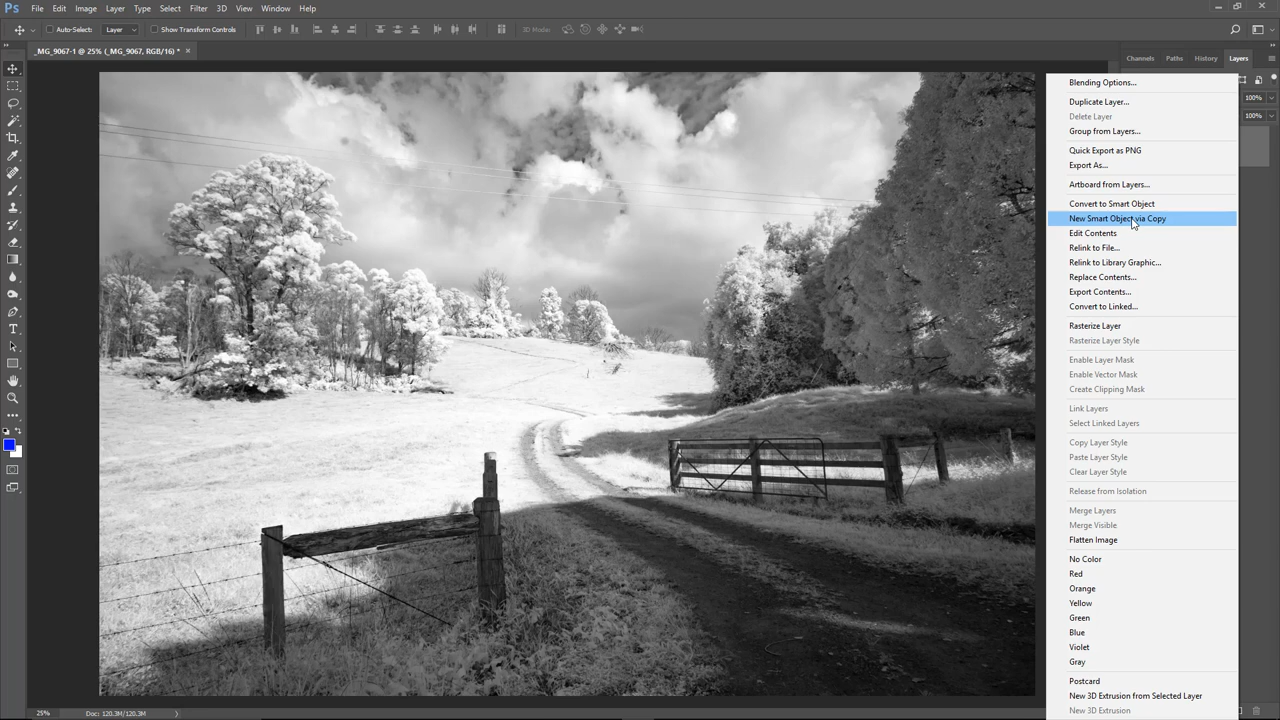 Ps File Edit Image Layer Type Select Filter 3D View Window Help
Auto-Select: Layer Show Transform Controls 3D Mode:
_MG_9067-1 @ 25% (_MG_9067, RGB/16) * ×
Channels Paths History Layers
Blending Options...
100%
Duplicate Layer...
Delete Layer
100%
Group from Layers...
Quick Export as PNG
Export As...
Artboard from Layers...
Convert to Smart Object
New Smart Object via Copy
Edit Contents
Relink to File...
Relink to Library Graphic...
Replace Contents...
Export Contents...
Convert to Linked...
Rasterize Layer
Rasterize Layer Style
Enable Layer Mask
Enable Vector Mask
Create Clipping Mask
Link Layers
Select Linked Layers
Copy Layer Style
Paste Layer Style
Clear Layer Style
Release from Isolation
Merge Layers
Merge Visible
Flatten Image
No Color
Red
Orange
Yellow
Green
Blue
Violet
Gray
Postcard
New 3D Extrusion from Selected Layer
New 3D Extrusion
25% Doc: 120.3M/120.3M